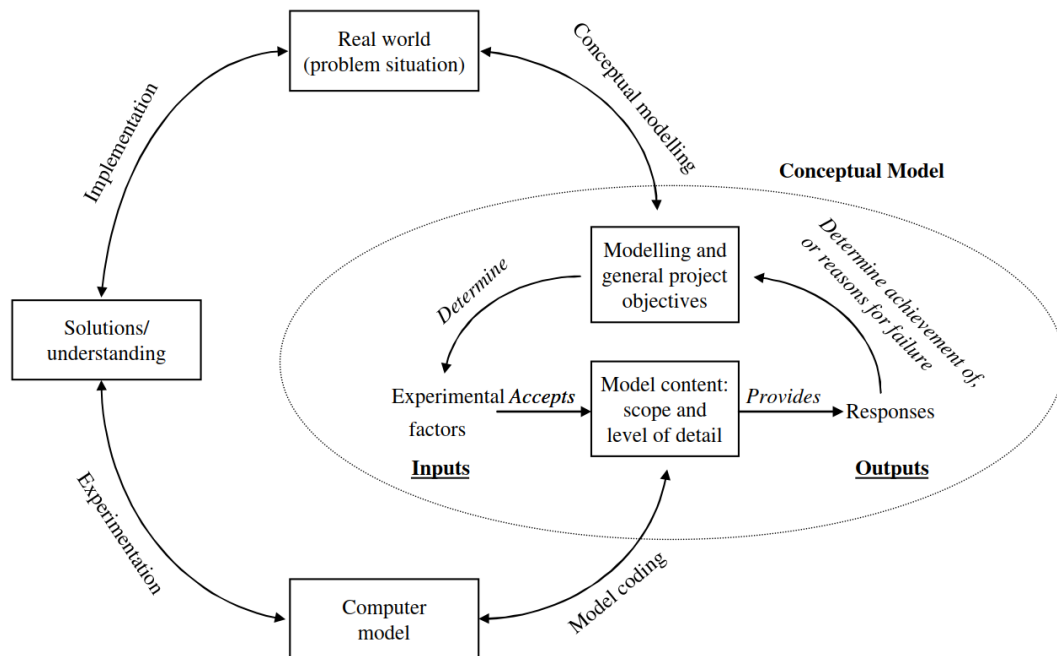 Real world
(problem situation)
Conceptual modelling
Implementation
Conceptual Model
Modelling and
general project
objectives
Determine
Determine achievement of,
or reasons for failure
Solutions/
understanding
Experimental
factors
Accepts
Model content:
scope and
level of detail
Provides
Responses
Inputs
Outputs
Experimentation
Model coding
Computer
model